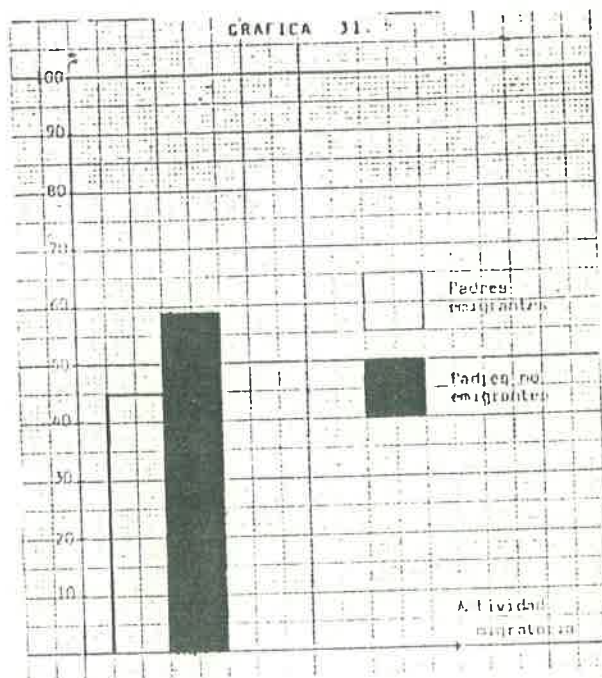 GRAFICA 31.
100
90
80
70
60
50
40
30
20
10
Padres
emigrantes
Padres no
emigrantes
Actividad
migratoria